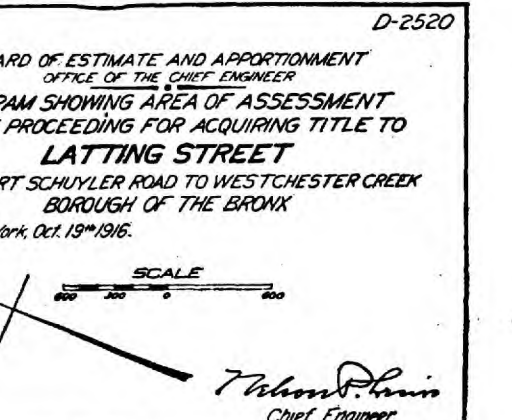 D-2520
ARD OF ESTIMATE AND APPORTIONMENT
OFFICE OF THE CHIEF ENGINEER
RAM SHOWING AREA OF ASSESSMENT
PROCEEDING FOR ACQUIRING TITLE TO
LATTING STREET
RT SCHUYLER ROAD TO WESTCHESTER CREEK
BOROUGH OF THE BRONX
York, Oct. 19th 1916.
SCALE
600 300 0 600
Nelson P. Lewis
Chief Engineer